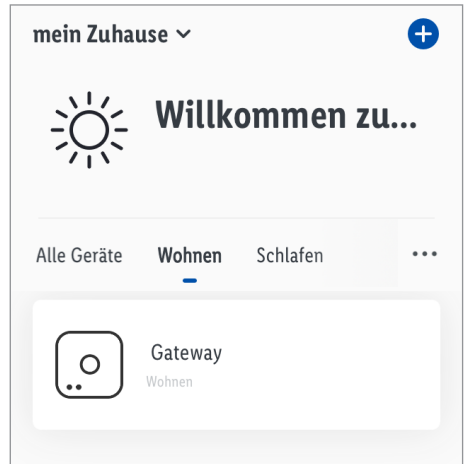 mein Zuhause
Willkommen zu...
Alle Geräte Wohnen Schlafen
Gateway
Wohnen